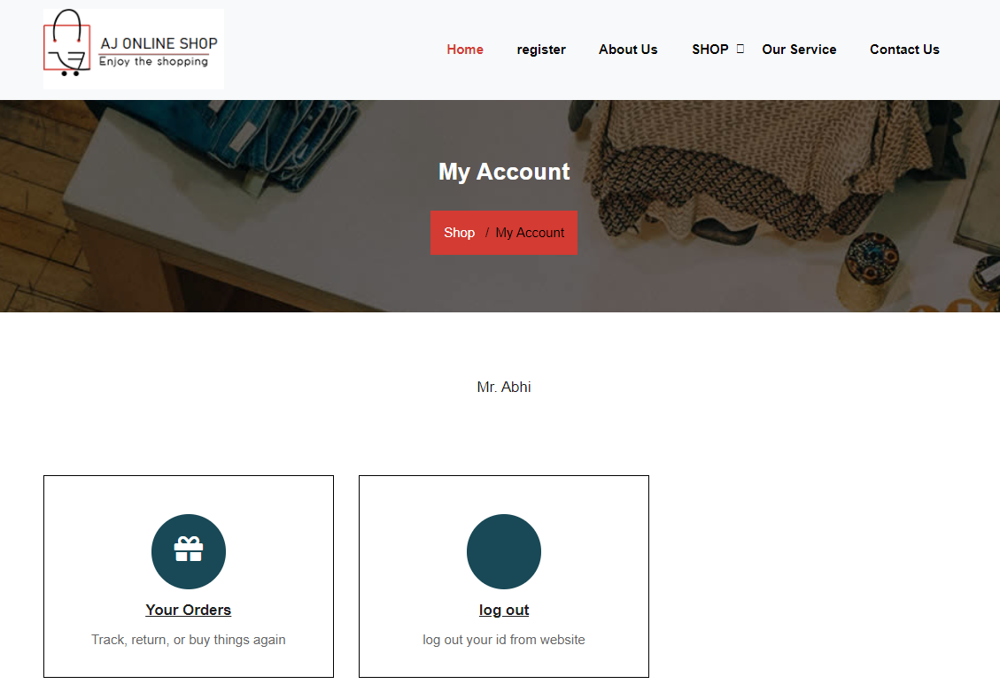 AJ ONLINE SHOP
Enjoy the shopping
Home register About Us SHOP Our Service Contact Us
My Account
Shop / My Account
Mr. Abhi
Your Orders
Track, return, or buy things again
log out
log out your id from website